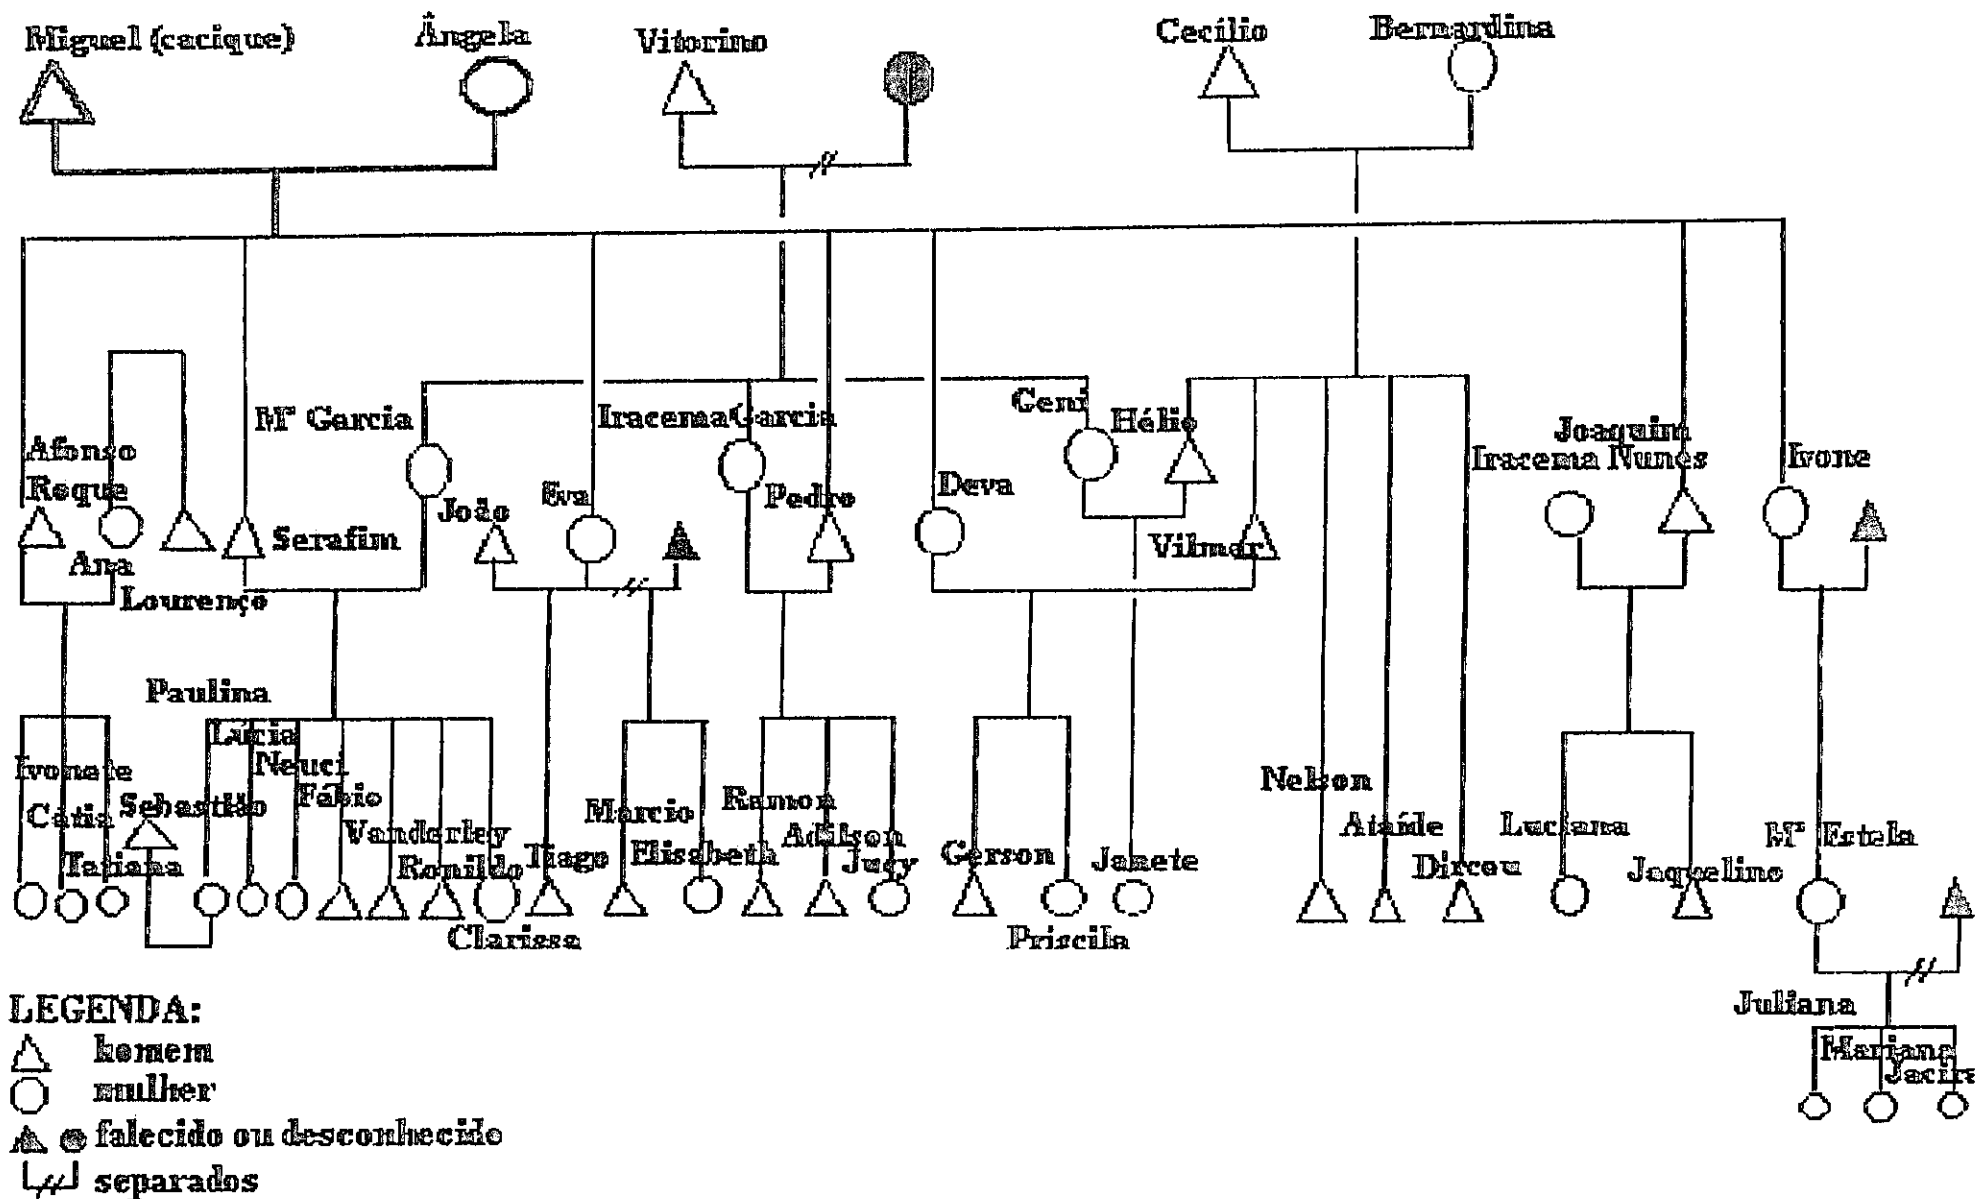 Miguel (cacique)
Ângela
Vitorino
Cecílio
Bernardina
Mª Garcia
Iracema Garcia
Geni
Hélio
Joaquim
Iracema Nunes
Ivone
Afonso
Roque
João
Eva
Pedro
Deva
Serafim
Vilmar
Ana
Lourenço
Paulina
Lúcia
Neuci
Ivonete
Fábio
Sebastião
Cátia
Vanderley
Tatiana
Ronildo
Tiago
Marcio
Elisabeth
Ramon
Adilson
Jucy
Gerson
Janete
Nelson
Ataíde
Dirceu
Luciana
Jaquelino
Mª Estela
Clarissa
Priscila
Juliana
Mariana
Jacira
LEGENDA:
homem
mulher
falecido ou desconhecido
separados